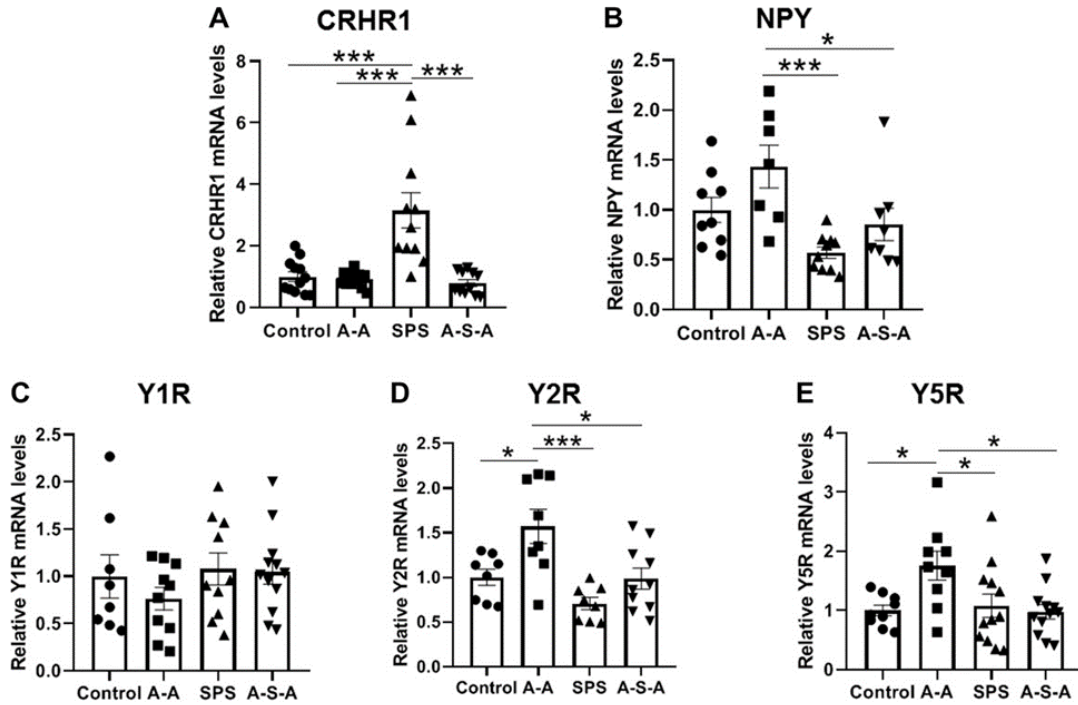 A CRHR1
Relative CRHR1 mRNA levels
8
6
4
2
0
***
*** ***
Control A-A SPS A-S-A
B NPY
Relative NPY mRNA levels
2.5
2.0
1.5
1.0
0.5
0.0
*
***
Control A-A SPS A-S-A
C Y1R
Relative Y1R mRNA levels
2.5
2.0
1.5
1.0
0.5
0.0
Control A-A SPS A-S-A
D Y2R
Relative Y2R mRNA levels
2.5
2.0
1.5
1.0
0.5
0.0
*
* ***
Control A-A SPS A-S-A
E Y5R
Relative Y5R mRNA levels
4
3
2
1
0
*
* *
Control A-A SPS A-S-A